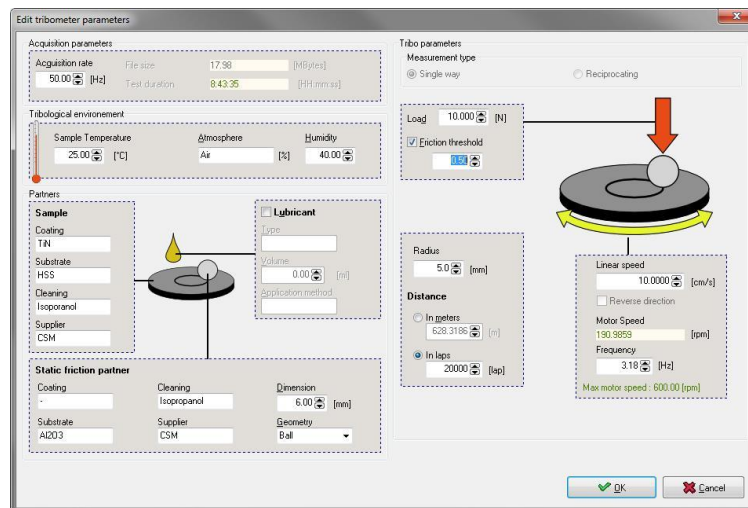 Edit tribometer parameters
Acquisition parameters
Acquisition rate
50.00 [Hz]
File size 17.98 [MBytes]
Test duration 8:43:35 [HH:mm:ss]
Tribological environement
Sample Temperature
25.00 [°C]
Atmosphere
Air [%]
Humidity
40.00
Partners
Sample
Coating
TiN
Substrate
HSS
Cleaning
Isoporanol
Supplier
CSM
Lubricant
Type
Volume
0.00 [ml]
Application method
Static friction partner
Coating
-
Cleaning
Isopropanol
Dimension
6.00 [mm]
Substrate
Al2O3
Supplier
CSM
Geometry
Ball
Tribo parameters
Measurement type
Single way
Reciprocating
Load 10.000 [N]
Friction threshold
0.50
Radius
5.0 [mm]
Distance
In meters
628.3186 [m]
In laps
20000 [lap]
Linear speed
10.0000 [cm/s]
Reverse direction
Motor Speed
190.9859 [rpm]
Frequency
3.18 [Hz]
Max motor speed : 600.00 [rpm]
OK
Cancel